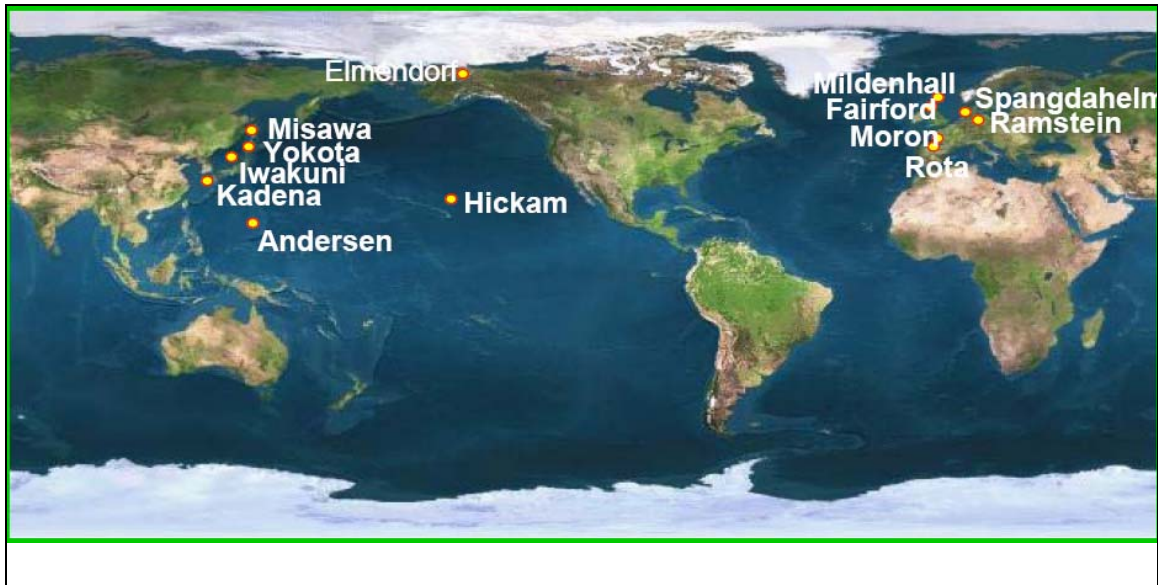 Elmendorf
Misawa
Yokota
Iwakuni
Kadena
Andersen
Hickam
Mildenhall
Fairford
Moron
Rota
Spangdahelm
Ramstein